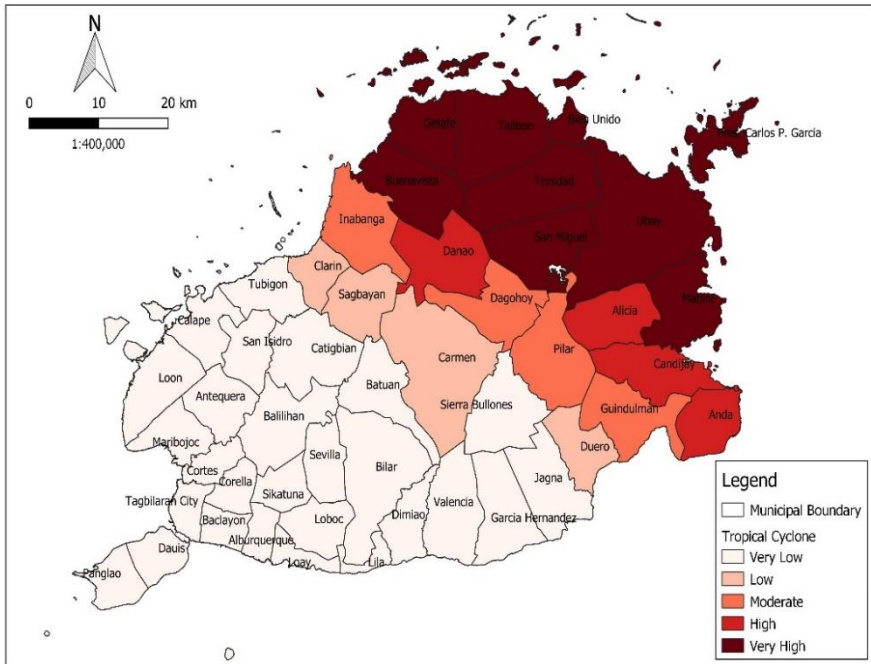 N
0 10 20 km
1:400,000
Getafe
Talibon
Bien Unido
Pres. Carlos P. Garcia
Buenavista
Trinidad
Inabanga
Ubay
San Miguel
Danao
Clarin
Tubigon
Sagbayan
Dagohoy
Mabini
Alicia
Calape
San Isidro
Catigbian
Pilar
Carmen
Candijay
Loon
Batuan
Antequera
Sierra Bullones
Guindulman
Anda
Balilihan
Maribojoc
Duero
Sevilla
Cortes
Bilar
Corella
Jagna
Sikatuna
Valencia
Tagbilaran City
Baclayon
Loboc
Dimiao
Garcia Hernandez
Alburquerque
Dauis
Loay
Lila
Panglao
Legend
Municipal Boundary
Tropical Cyclone
Very Low
Low
Moderate
High
Very High